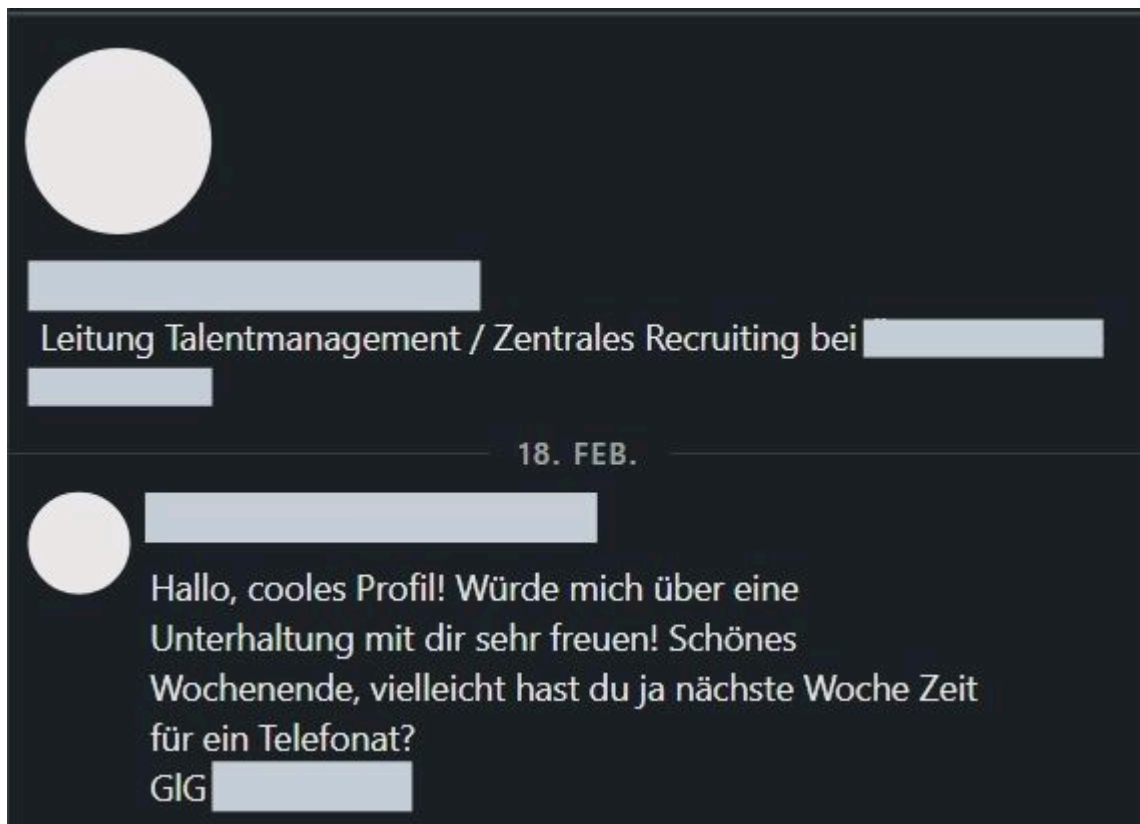 Leitung Talentmanagement / Zentrales Recruiting bei
18. FEB.
Hallo, cooles Profil! Würde mich über eine
Unterhaltung mit dir sehr freuen! Schönes
Wochenende, vielleicht hast du ja nächste Woche Zeit
für ein Telefonat?
GlG